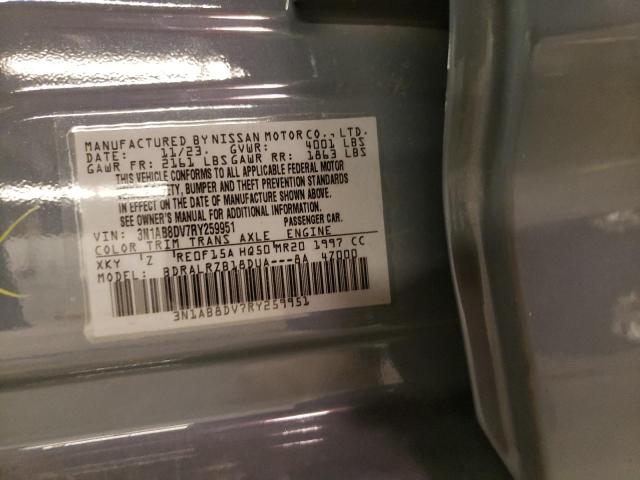 MANUFACTURED BY NISSAN MOTOR CO., LTD.
DATE: 11/23. GVWR: 4001 LBS
GAWR FR: 2161 LBS GAWR RR: 1863 LBS
THIS VEHICLE CONFORMS TO ALL APPLICABLE FEDERAL MOTOR
VEHICLE SAFETY, BUMPER AND THEFT PREVENTION STANDARDS
IN EFFECT ON THE DATE OF MANUFACTURE SHOWN ABOVE.
SEE OWNER'S MANUAL FOR ADDITIONAL INFORMATION.
VIN: 3N1AB8DV7RY259951 PASSENGER CAR.
COLOR TRIM TRANS AXLE ENGINE
XKY Z RE0F15A HQ50 MR20 1997 CC
MODEL: BDRALRZB18DUA---8A 47000
3N1AB8DV7RY259951